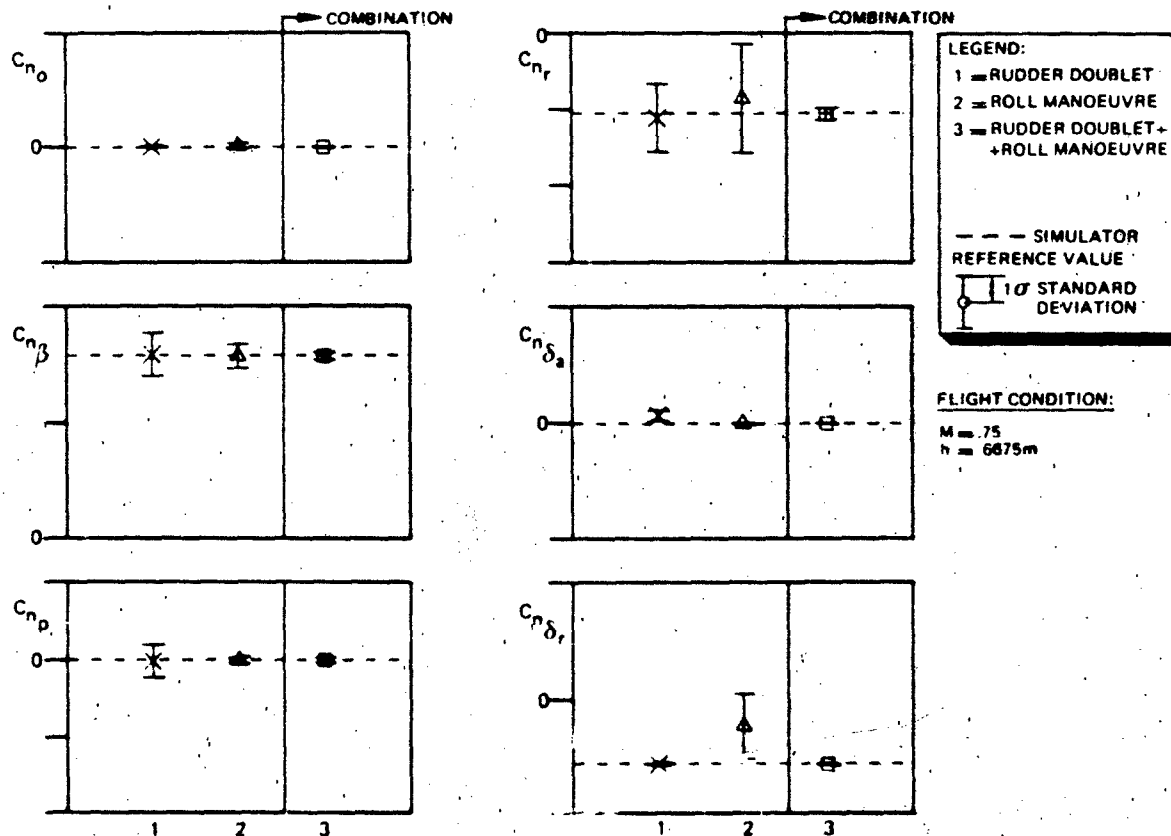 COMBINATION
C_{n_o}
0
C_{n_β}
0
C_{n_p}
0
1 2 3
COMBINATION
0
C_{n_r}
C_{n_{δ_a}}
0
C_{n_{δ_r}}
0
1 2 3
LEGEND:
1 = RUDDER DOUBLET
2 = ROLL MANOEUVRE
3 = RUDDER DOUBLET+
+ROLL MANOEUVRE
--- SIMULATOR
REFERENCE VALUE
1σ STANDARD
DEVIATION
FLIGHT CONDITION:
M = .75
h = 6675m